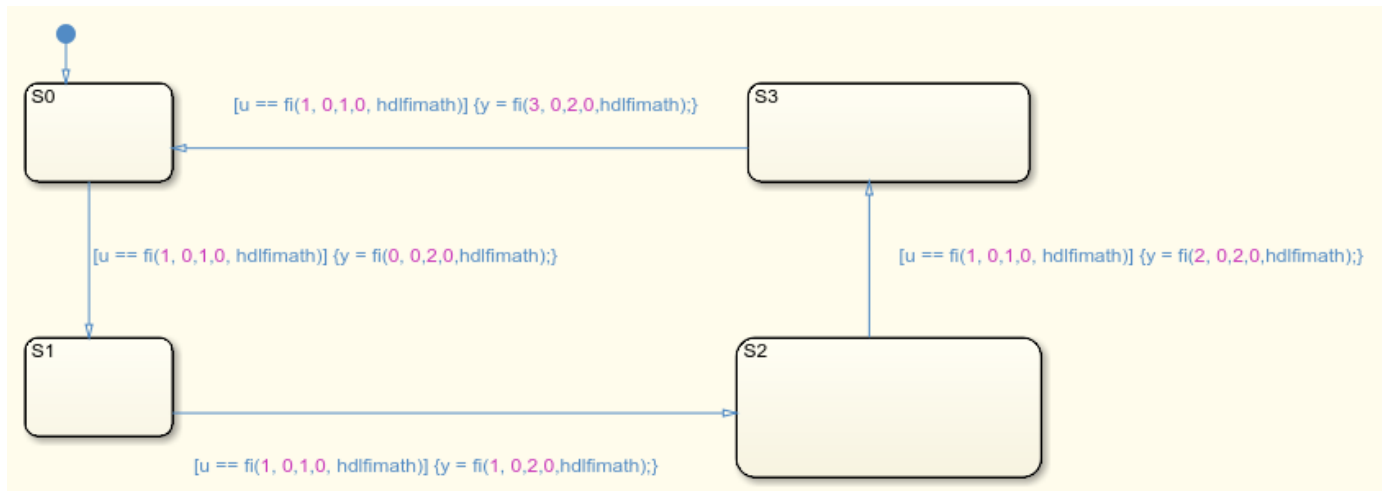 S0
[u == fi(1, 0,1,0, hdlfimath)] {y = fi(3, 0,2,0,hdlfimath);}
S3
[u == fi(1, 0,1,0, hdlfimath)] {y = fi(0, 0,2,0,hdlfimath);}
[u == fi(1, 0,1,0, hdlfimath)] {y = fi(2, 0,2,0,hdlfimath);}
S1
S2
[u == fi(1, 0,1,0, hdlfimath)] {y = fi(1, 0,2,0,hdlfimath);}